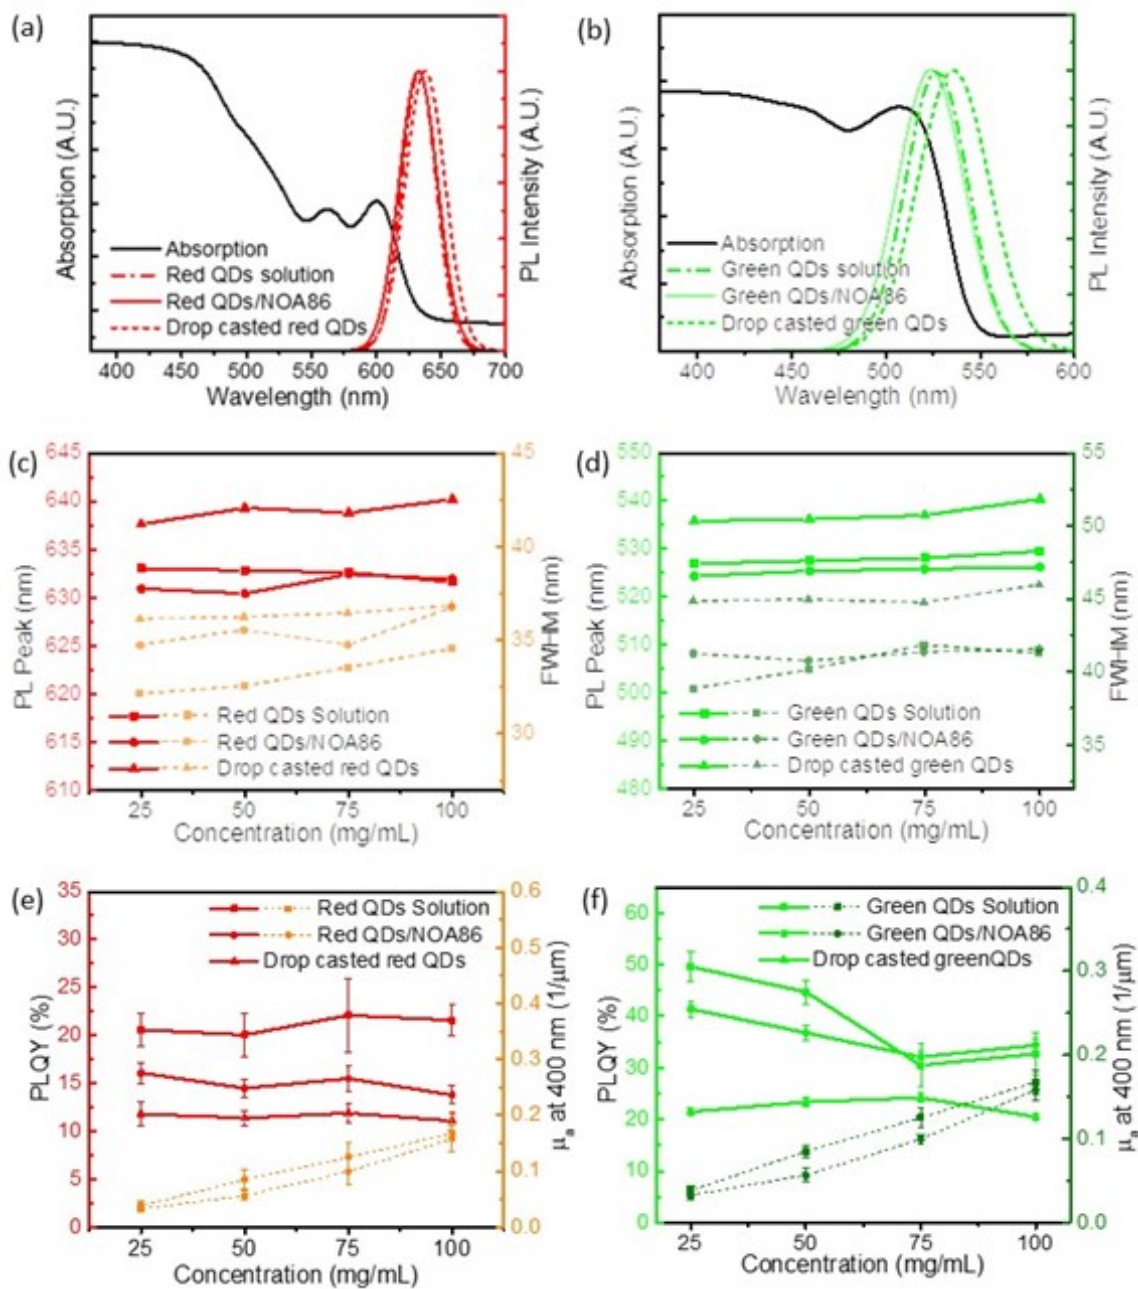 (a)
Absorption (A.U.)
PL Intensity (A.U.)
Absorption
Red QDs solution
Red QDs/NOA86
Drop casted red QDs
400 450 500 550 600 650 700
Wavelength (nm)
(b)
Absorption (A.U.)
PL Intensity (A.U.)
Absorption
Green QDs solution
Green QDs/NOA86
Drop casted green QDs
400 450 500 550 600
Wavelength (nm)
(c)
645
640
635
630
625
620
615
610
PL Peak (nm)
45
40
35
30
FWHM (nm)
Red QDs Solution
Red QDs/NOA86
Drop casted red QDs
25 50 75 100
Concentration (mg/mL)
(d)
550
540
530
520
510
500
490
480
PL Peak (nm)
55
50
45
40
35
FWHM (nm)
Green QDs Solution
Green QDs/NOA86
Drop casted green QDs
25 50 75 100
Concentration (mg/mL)
(e)
35
30
25
20
15
10
5
0
PLQY (%)
0.6
0.5
0.4
0.3
0.2
0.1
0.0
μa at 400 nm (1/μm)
Red QDs Solution
Red QDs/NOA86
Drop casted red QDs
25 50 75 100
Concentration (mg/mL)
(f)
60
50
40
30
20
10
0
PLQY (%)
0.4
0.3
0.2
0.1
0.0
μa at 400 nm (1/μm)
Green QDs Solution
Green QDs/NOA86
Drop casted greenQDs
25 50 75 100
Concentration (mg/mL)